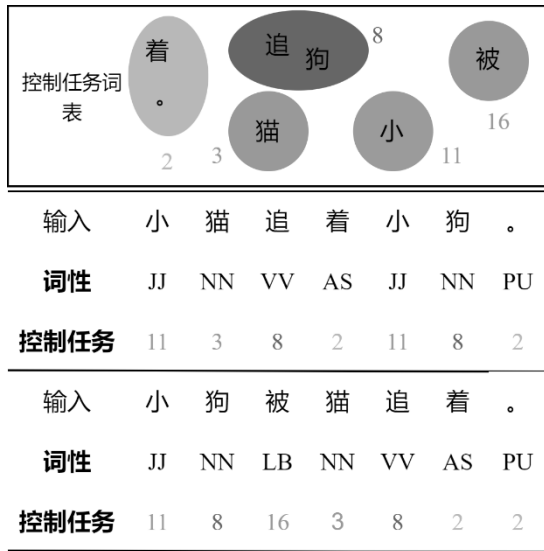 控制任务词表
着 。 2
追 狗 8
猫 3
小 11
被 16
输入 小 猫 追 着 小 狗 。
词性 JJ NN VV AS JJ NN PU
控制任务 11 3 8 2 11 8 2
输入 小 狗 被 猫 追 着 。
词性 JJ NN LB NN VV AS PU
控制任务 11 8 16 3 8 2 2